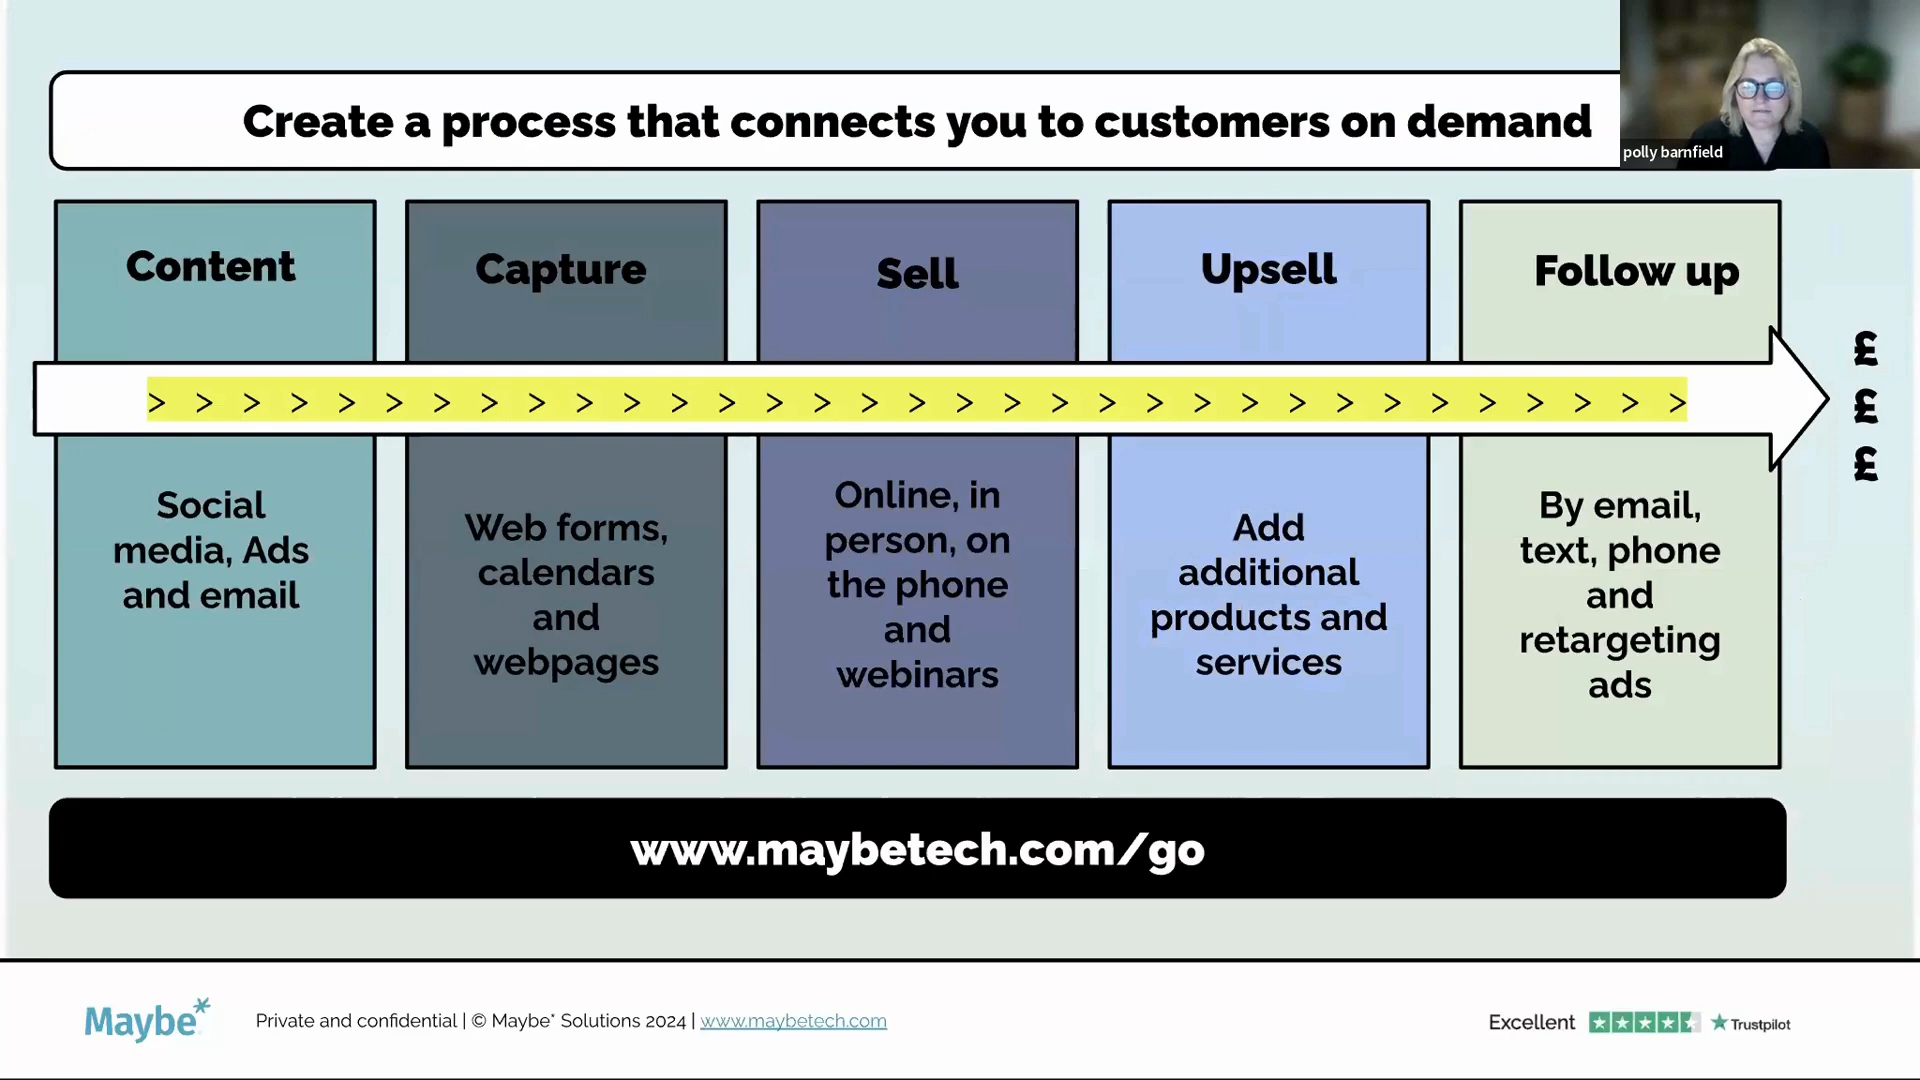 Create a process that connects you to customers on demand
polly barnfield
Content
Capture
Sell
Upsell
Follow up
> > > > > > > > > > > > > > > > > > > > > > > > > > > > > > > > >
£
£
£
Social
media, Ads
and email
Web forms,
calendars
and
webpages
Online, in
person, on
the phone
and
webinars
Add
additional
products and
services
By email,
text, phone
and
retargeting
ads
www.maybetech.com/go
Maybe*
Private and confidential | © Maybe* Solutions 2024 | www.maybetech.com
Excellent
Trustpilot